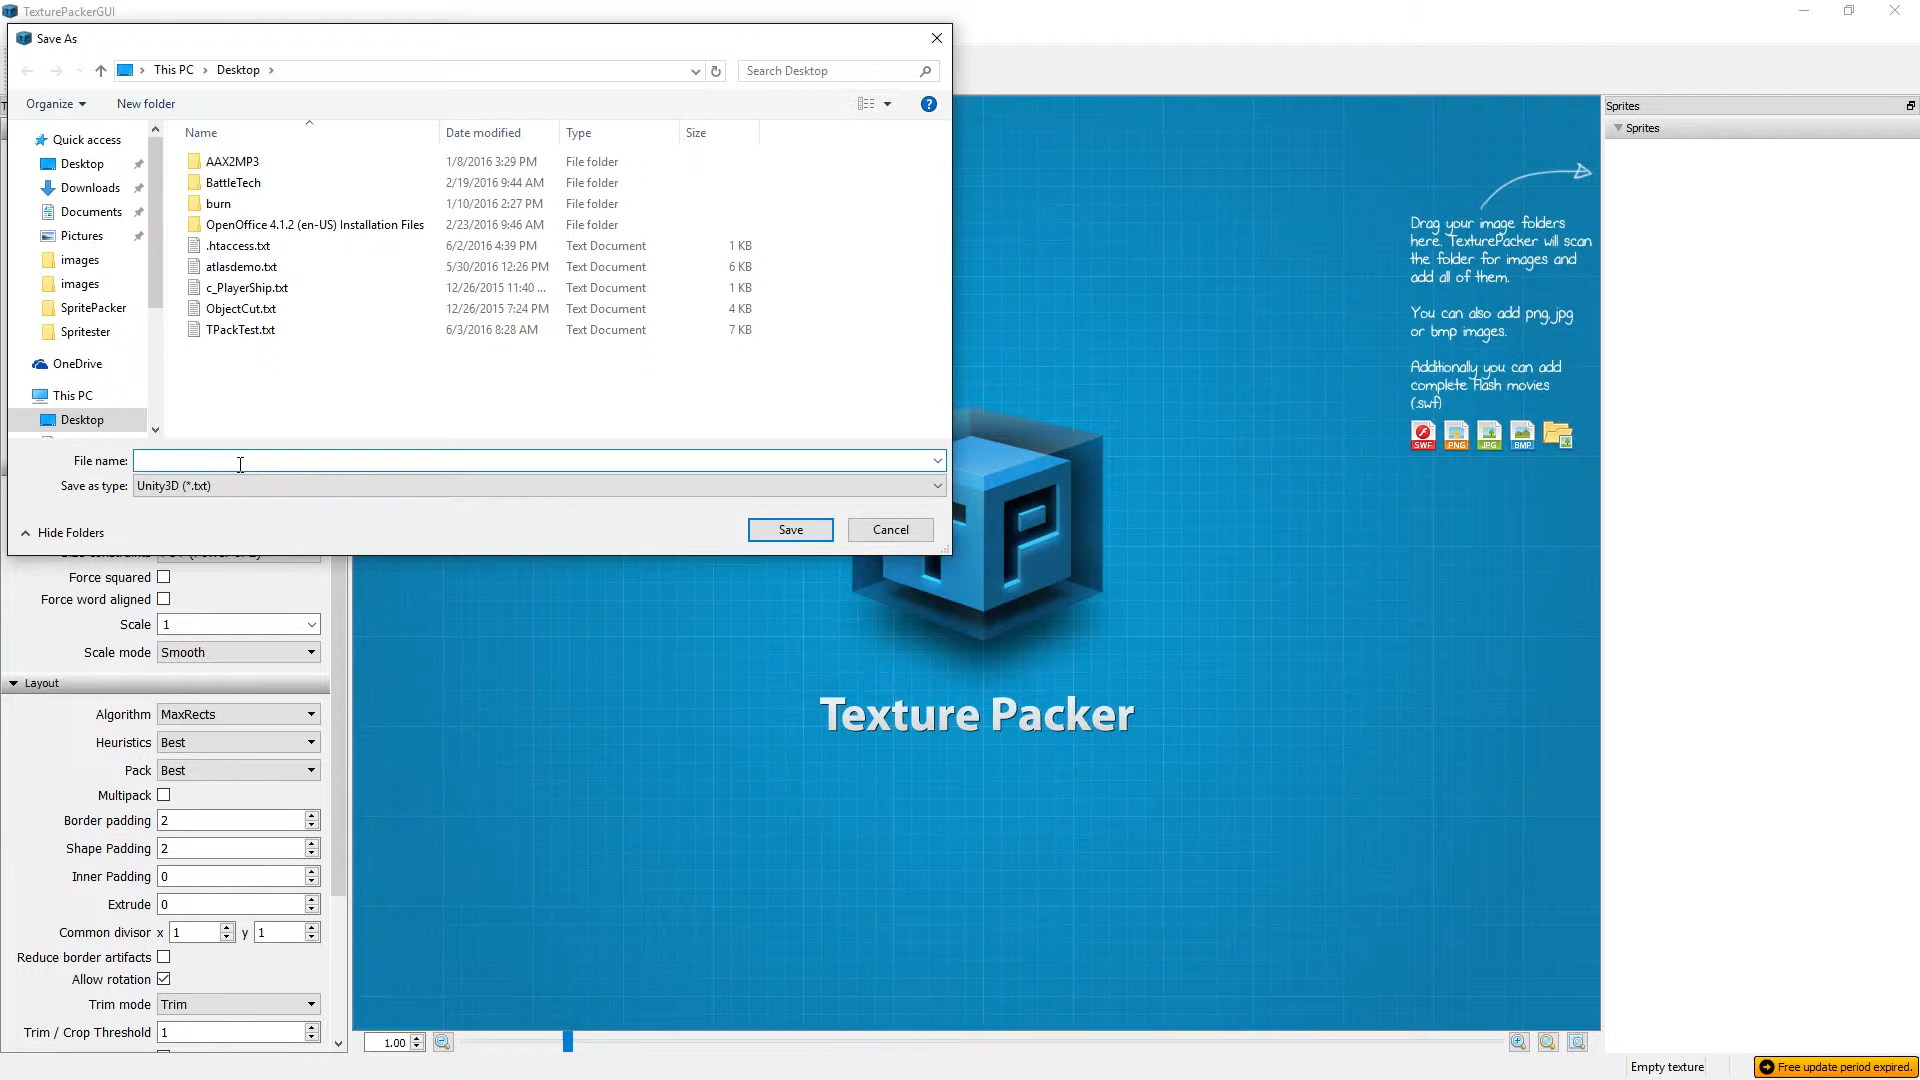 TexturePackerGUI
Save As
This PC
Desktop
Search Desktop
Organize
New folder
Name
Date modified
Type
Size
Quick access
Desktop
Downloads
Documents
Pictures
images
images
SpritePacker
Spritester
OneDrive
This PC
Desktop
AAX2MP3 1/8/2016 3:29 PM File folder
BattleTech 2/19/2016 9:44 AM File folder
burn 1/10/2016 2:27 PM File folder
OpenOffice 4.1.2 (en-US) Installation Files 2/23/2016 9:46 AM File folder
.htaccess.txt 6/2/2016 4:39 PM Text Document 1 KB
atlasdemo.txt 5/30/2016 12:26 PM Text Document 6 KB
c_PlayerShip.txt 12/26/2015 11:40 ... Text Document 1 KB
ObjectCut.txt 12/26/2015 7:24 PM Text Document 4 KB
TPackTest.txt 6/3/2016 8:28 AM Text Document 7 KB
File name:
Save as type: Unity3D (*.txt)
Hide Folders
Save
Cancel
Force squared
Force word aligned
Scale 1
Scale mode Smooth
Layout
Algorithm MaxRects
Heuristics Best
Pack Best
Multipack
Border padding 2
Shape Padding 2
Inner Padding 0
Extrude 0
Common divisor x 1 y 1
Reduce border artifacts
Allow rotation
Trim mode Trim
Trim / Crop Threshold 1
Texture Packer
Drag your image folders
here. TexturePacker will scan
the folder for images and
add all of them.
You can also add png, jpg
or bmp images.
Additionally you can add
complete Flash movies
(.swf)
SWF
PNG
JPG
BMP
Sprites
Sprites
1.00
Empty texture
Free update period expired.